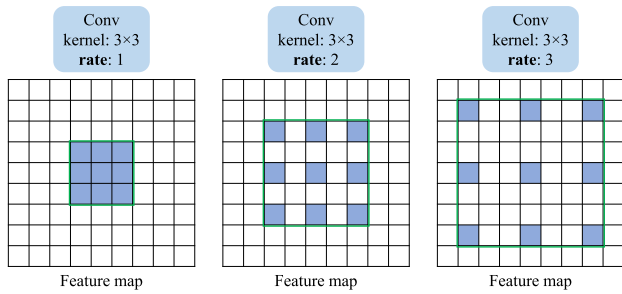 Conv
kernel: 3×3
rate: 1
Conv
kernel: 3×3
rate: 2
Conv
kernel: 3×3
rate: 3
Feature map
Feature map
Feature map